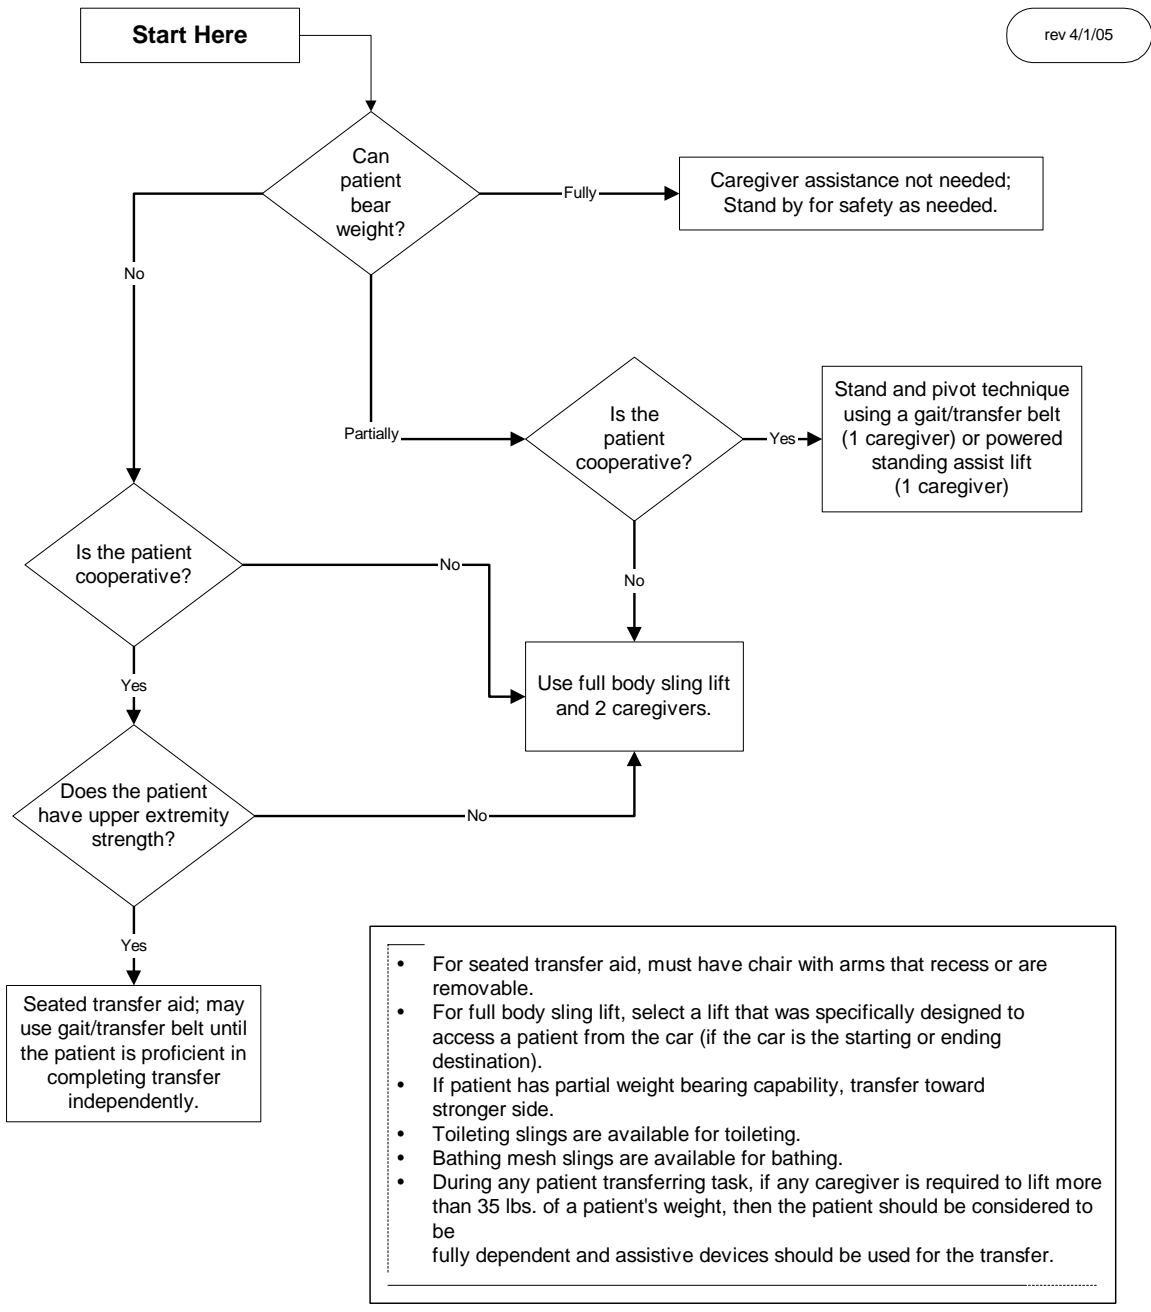 Start Here
rev 4/1/05
Can
patient
bear
weight?
Fully
Caregiver assistance not needed;
Stand by for safety as needed.
No
Partially
Is the
patient
cooperative?
Yes
Stand and pivot technique
using a gait/transfer belt
(1 caregiver) or powered
standing assist lift
(1 caregiver)
Is the patient
cooperative?
No
No
Use full body sling lift
and 2 caregivers.
Yes
Does the patient
have upper extremity
strength?
No
Yes
Seated transfer aid; may
use gait/transfer belt until
the patient is proficient in
completing transfer
independently.
• For seated transfer aid, must have chair with arms that recess or are
removable.
• For full body sling lift, select a lift that was specifically designed to
access a patient from the car (if the car is the starting or ending
destination).
• If patient has partial weight bearing capability, transfer toward
stronger side.
• Toileting slings are available for toileting.
• Bathing mesh slings are available for bathing.
• During any patient transferring task, if any caregiver is required to lift more
than 35 lbs. of a patient's weight, then the patient should be considered to
be
fully dependent and assistive devices should be used for the transfer.